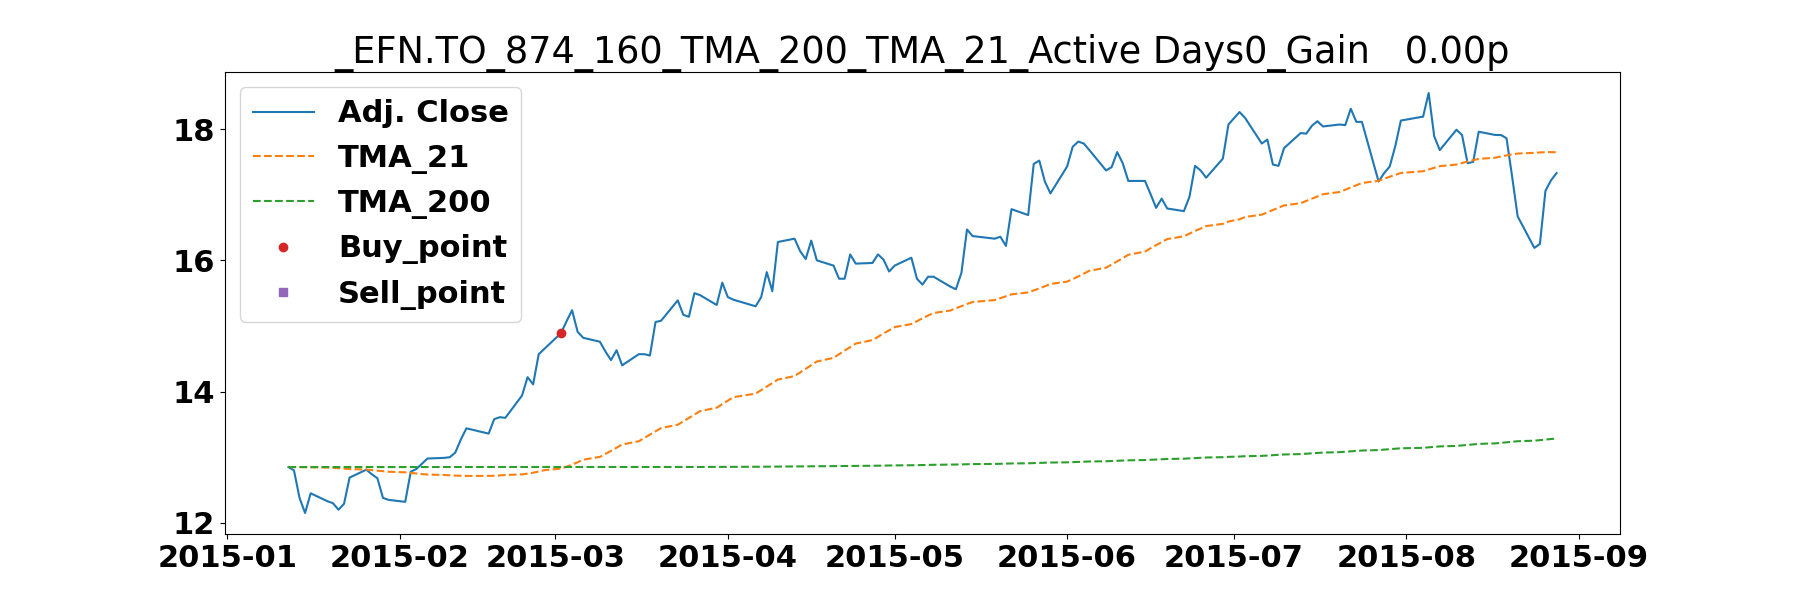 _EFN.TO_874_160_TMA_200_TMA_21_Active Days0_Gain   0.00p
Adj. Close
TMA_21
TMA_200
Buy_point
Sell_point
18
16
14
12
2015-01 2015-02 2015-03 2015-04 2015-05 2015-06 2015-07 2015-08 2015-09